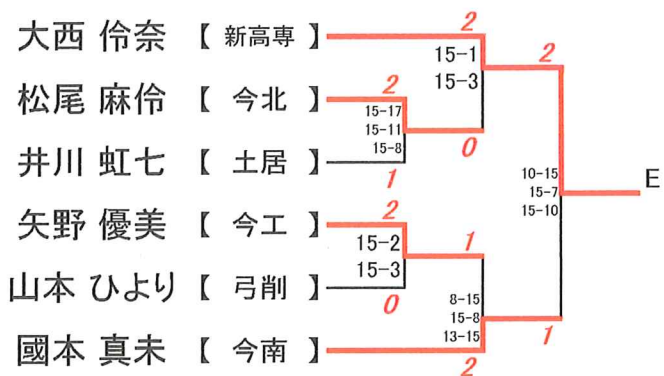 大西 伶奈 【 新高専 】 2
15-1 2
松尾 麻伶 【 今北 】 2 15-3
15-17
15-11
15-8 0
井川 虹七 【 土居 】 1
10-15
15-7 E
15-10
矢野 優美 【 今工 】 2
15-2 1
15-3
山本 ひより 【 弓削 】 0
8-15
15-8
13-15 1
國本 真未 【 今南 】 2